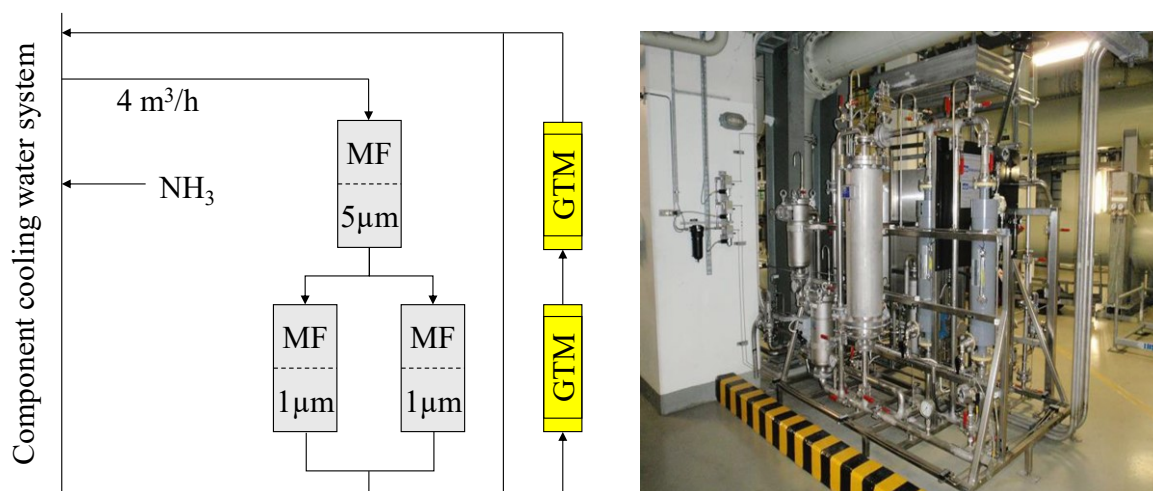 Component cooling water system
4 m³/h
NH₃
MF
5μm
MF
1μm
MF
1μm
GTM
GTM